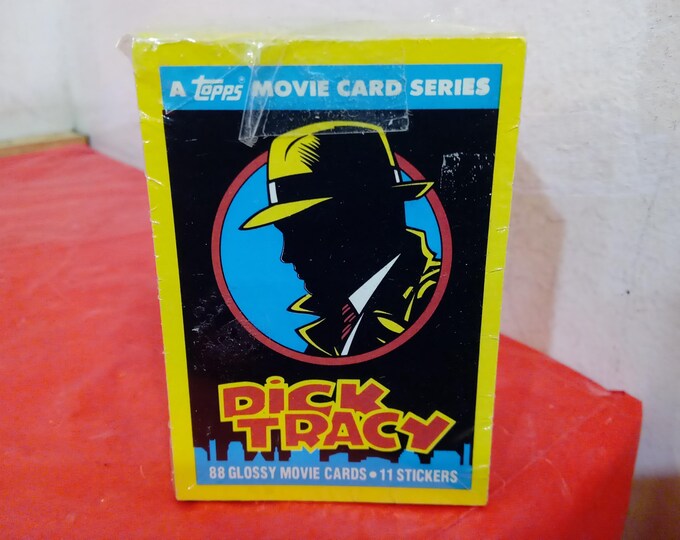 A Topps® MOVIE CARD SERIES
DiCK
TRACY
88 GLOSSY MOVIE CARDS • 11 STICKERS